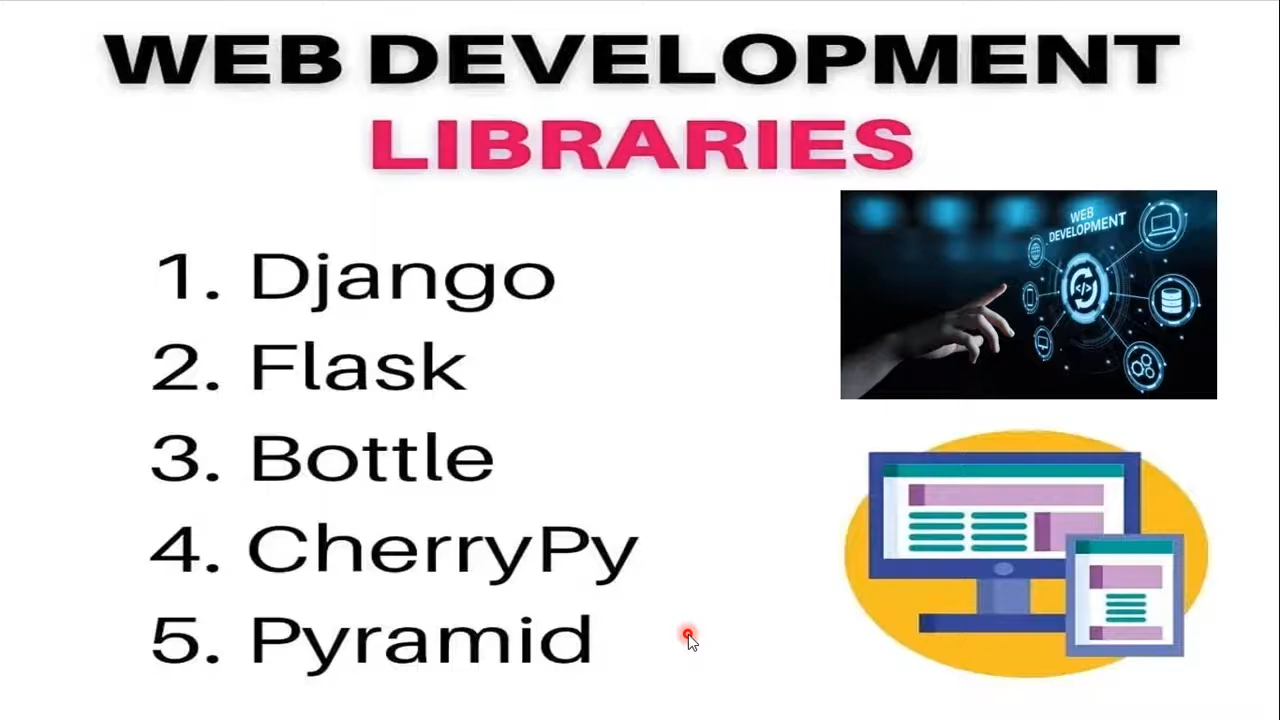 WEB DEVELOPMENT
LIBRARIES
WEB
DEVELOPMENT
1. Django
2. Flask
3. Bottle
4. CherryPy
5. Pyramid